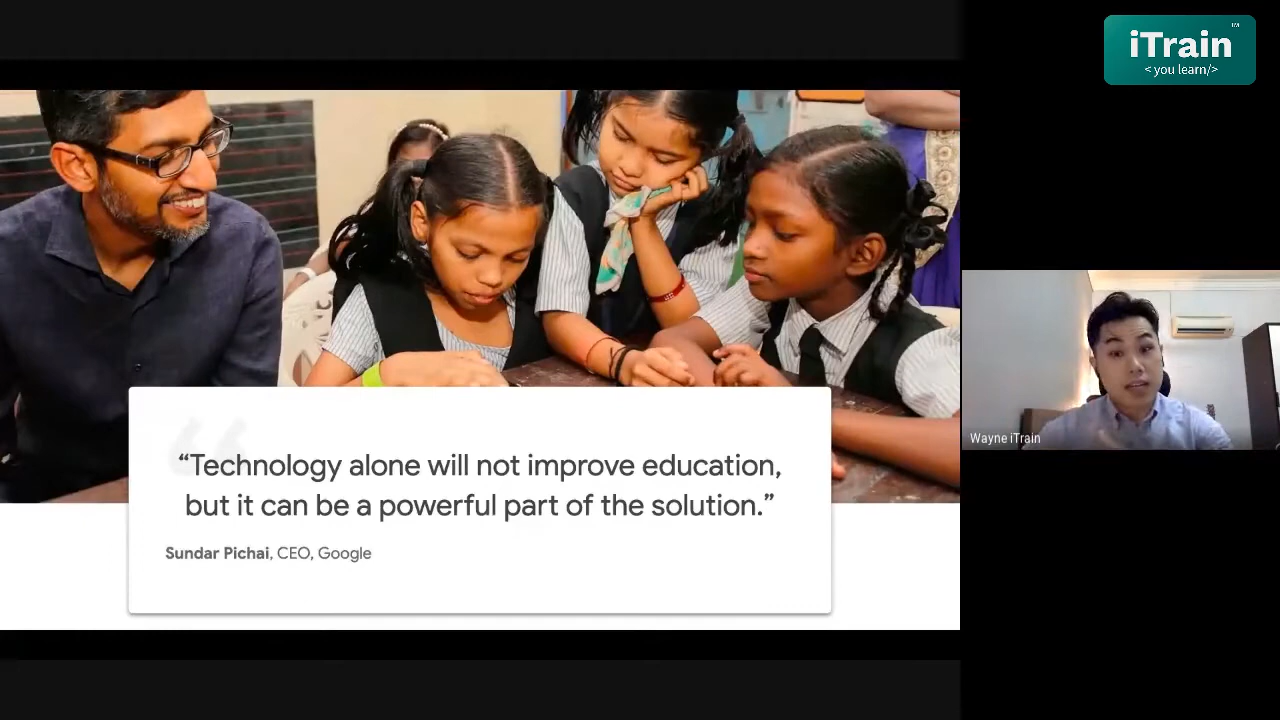 iTrain™
< you learn/>
“Technology alone will not improve education,
but it can be a powerful part of the solution.”
Sundar Pichai, CEO, Google
Wayne iTrain